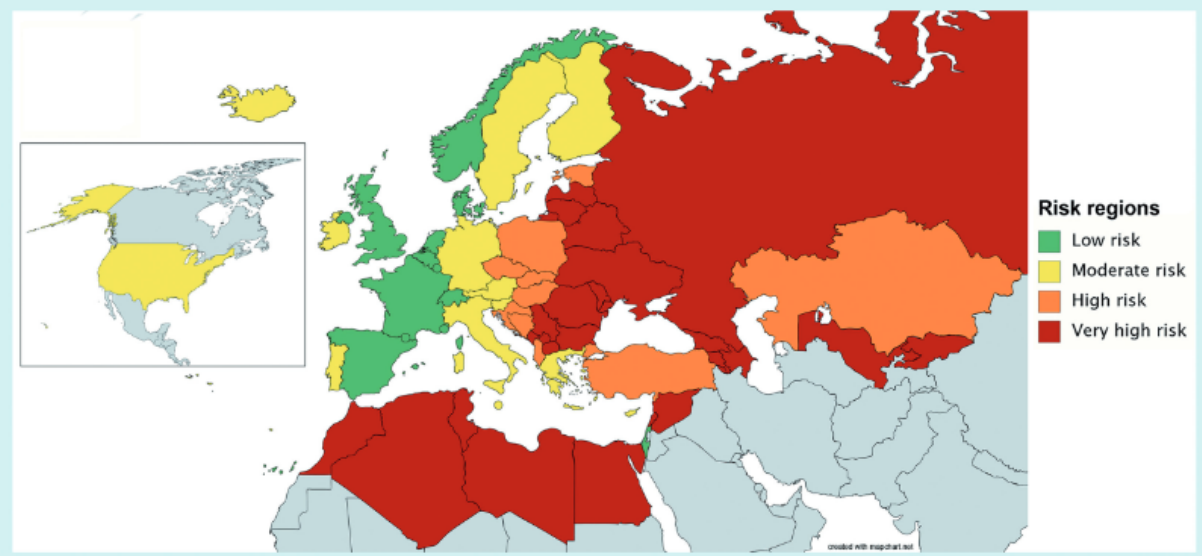 Risk regions
Low risk
Moderate risk
High risk
Very high risk
created with mapchart.net